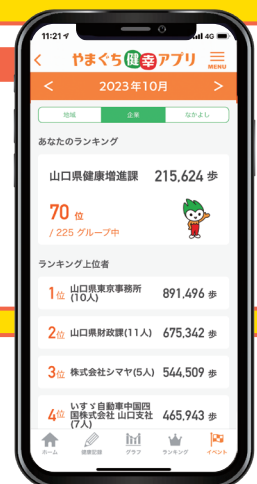 11:21
4G
やまぐち健幸アプリ
MENU
< 2023年10月 >
地域 企業 なかよし
あなたのランキング
山口県健康増進課 215,624 歩
70 位
/ 225 グループ中
ランキング上位者
1位 山口県東京事務所(10人) 891,496 歩
2位 山口県財政課(11人) 675,342 歩
3位 株式会社シマヤ(5人) 544,509 歩
4位 いすゞ自動車中国四国株式会社 山口支社(7人) 465,943 歩
ホーム 健康記録 グラフ ランキング イベント